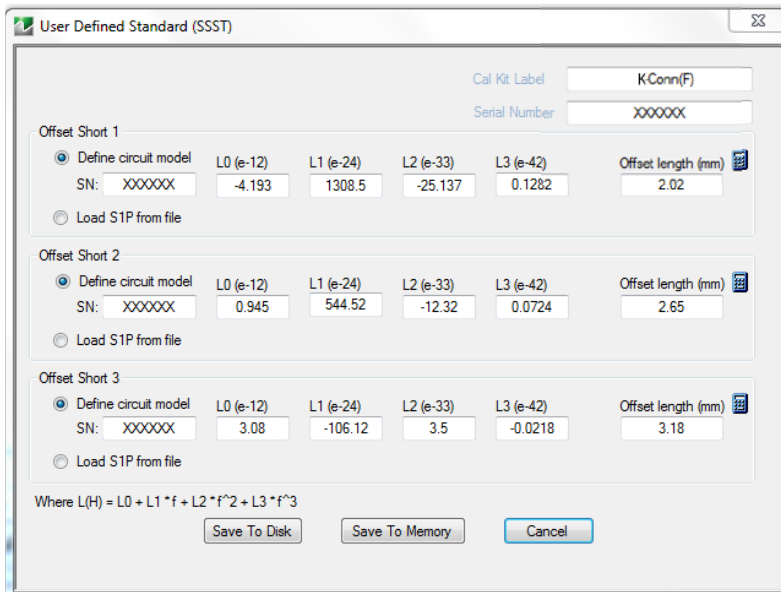 User Defined Standard (SSST)
Cal Kit Label K-Conn(F)
Serial Number XXXXXX
Offset Short 1
Define circuit model L0 (e-12) L1 (e-24) L2 (e-33) L3 (e-42) Offset length (mm)
SN: XXXXXX -4.193 1308.5 -25.137 0.1282 2.02
Load S1P from file
Offset Short 2
Define circuit model L0 (e-12) L1 (e-24) L2 (e-33) L3 (e-42) Offset length (mm)
SN: XXXXXX 0.945 544.52 -12.32 0.0724 2.65
Load S1P from file
Offset Short 3
Define circuit model L0 (e-12) L1 (e-24) L2 (e-33) L3 (e-42) Offset length (mm)
SN: XXXXXX 3.08 -106.12 3.5 -0.0218 3.18
Load S1P from file
Where L(H) = L0 + L1 *f + L2 *f^2 + L3 *f^3
Save To Disk Save To Memory Cancel